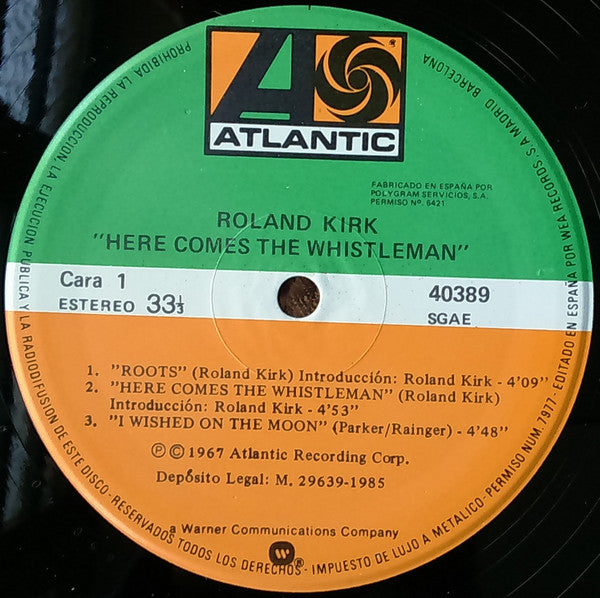 ATLANTIC
®
FABRICADO EN ESPAÑA POR
POLYGRAM SERVICIOS, S.A.
PERMISO Nº. 6421
ROLAND KIRK
"HERE COMES THE WHISTLEMAN"
Cara 1
ESTEREO 33⅓
40389
SGAE
1. "ROOTS" (Roland Kirk) Introducción: Roland Kirk - 4'09"
2. "HERE COMES THE WHISTLEMAN" (Roland Kirk)
Introducción: Roland Kirk - 4'53"
3. "I WISHED ON THE MOON" (Parker/Rainger) - 4'48"
Ⓟ © 1967 Atlantic Recording Corp.
Depósito Legal: M. 29639-1985
a Warner Communications Company
W ®
PROHIBIDA LA REPRODUCCION, LA EJECUCION PUBLICA Y LA RADIODIFUSION DE ESTE DISCO - RESERVADOS TODOS LOS DERECHOS - IMPUESTO DE LUJO A METALICO - PERMISO NUM. 7977 - EDITADO EN ESPAÑA POR WEA RECORDS, S.A. MADRID BARCELONA